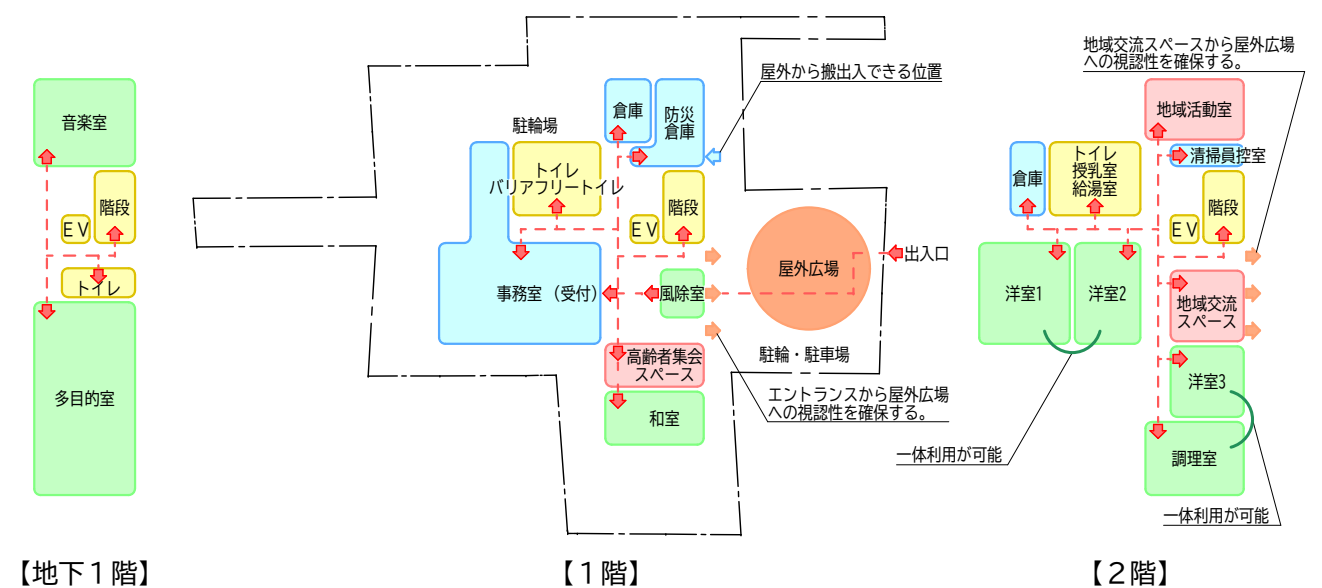 音楽室
階段
ＥＶ
トイレ
多目的室
【地下１階】
駐輪場
倉庫
防災
倉庫
屋外から搬出入できる位置
トイレ
バリアフリートイレ
階段
ＥＶ
屋外広場
出入口
事務室（受付）
風除室
駐輪・駐車場
高齢者集会
スペース
和室
エントランスから屋外広場
への視認性を確保する。
【１階】
地域交流スペースから屋外広場
への視認性を確保する。
地域活動室
清掃員控室
倉庫
トイレ
授乳室
給湯室
階段
ＥＶ
洋室1
洋室2
地域交流
スペース
洋室3
調理室
一体利用が可能
一体利用が可能
【２階】